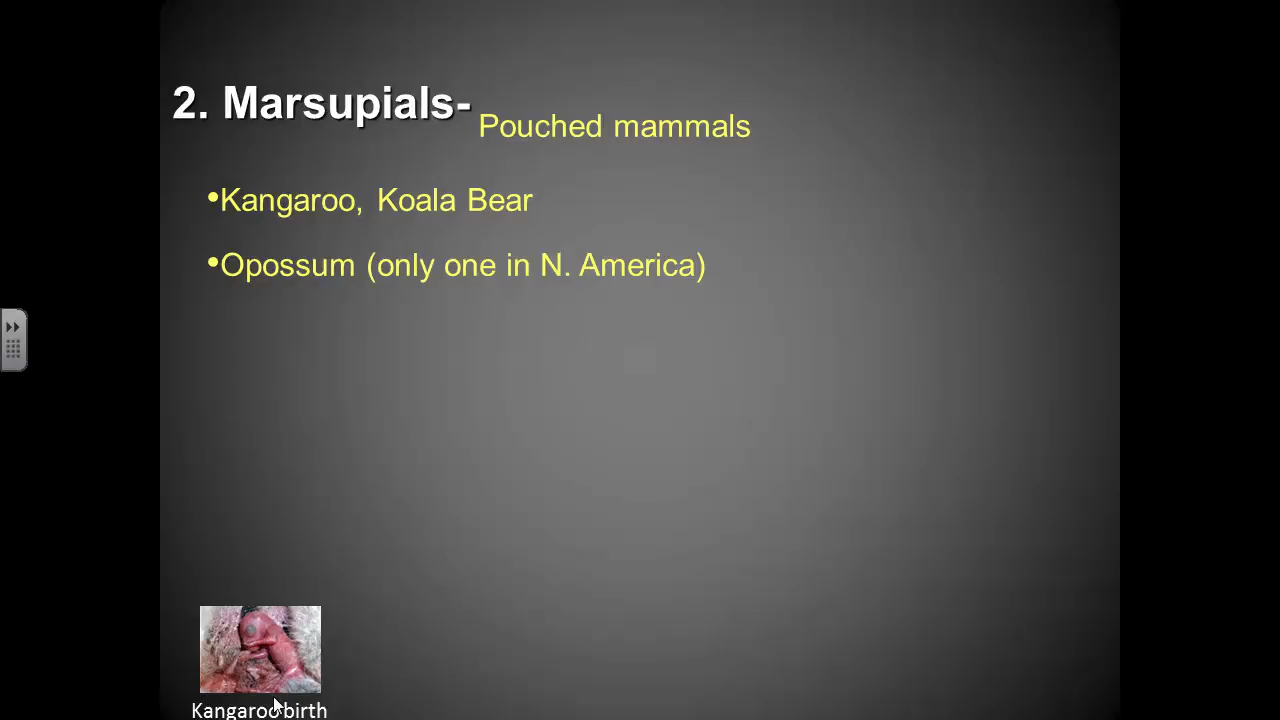 2. Marsupials- Pouched mammals
•Kangaroo, Koala Bear
•Opossum (only one in N. America)
Kangaroo birth